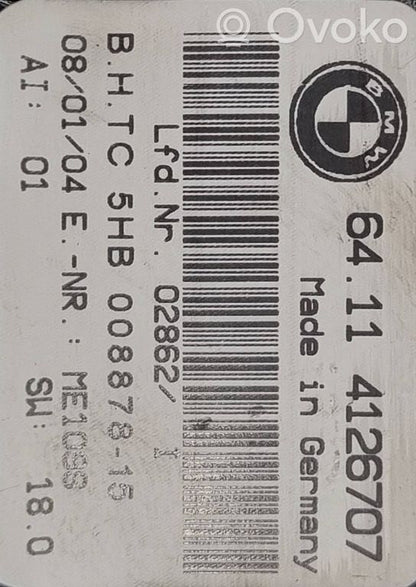 Ovoko
BMW
64.11 4126707
Made in Germany
Lfd.Nr. 02862/ I
B.H.TC 5HB 008878-15
08/01/04 E.-NR.:
AI: 01 SW: 18.0